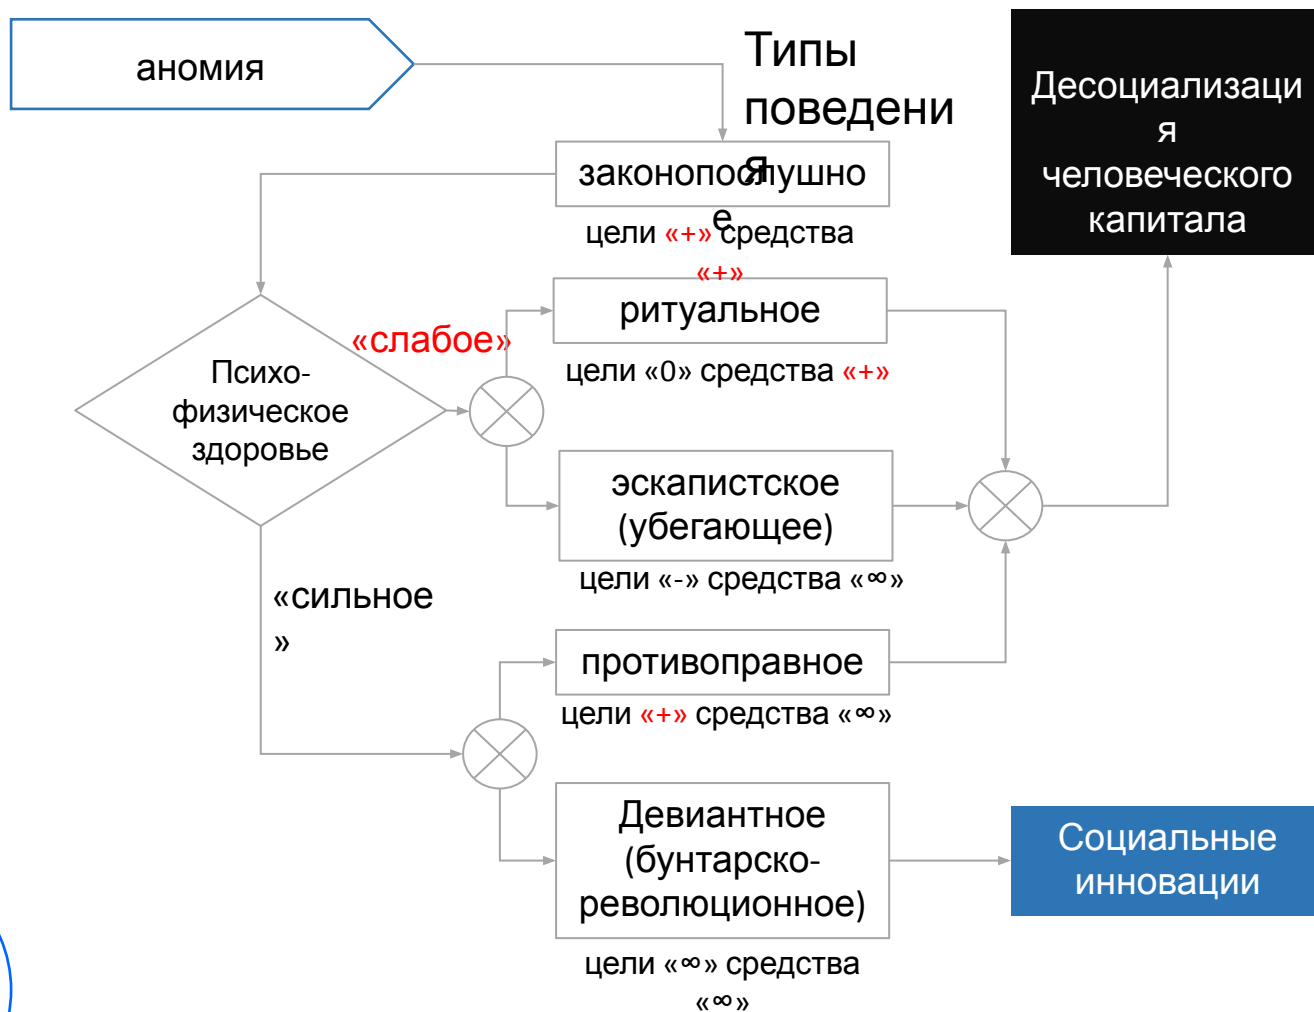 аномия
Типы
поведени
я
законопослушно
е
цели «+» средства
«+»
«слабое»
ритуальное
цели «0» средства «+»
Психо-
физическое
здоровье
эскапистское
(убегающее)
цели «-» средства «∞»
«сильное
»
противоправное
цели «+» средства «∞»
Девиантное
(бунтарско-
революционное)
цели «∞» средства
«∞»
Десоциализаци
я
человеческого
капитала
Социальные
инновации